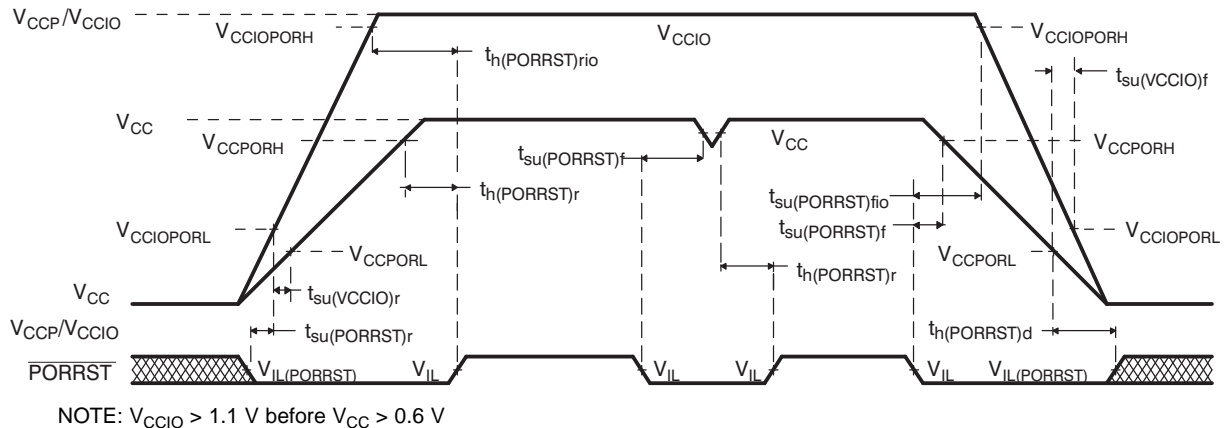 VCCP/VCCIO
VCCIOPORH
VCCIO
VCCIOPORH
th(PORRST)rio
tsu(VCCIO)f
VCC
VCCPORH
tsu(PORRST)f
VCC
VCCPORH
th(PORRST)r
tsu(PORRST)fio
VCCIOPORL
tsu(PORRST)f
VCCIOPORL
VCCPORL
VCCPORL
th(PORRST)r
VCC
tsu(VCCIO)r
VCCP/VCCIO
tsu(PORRST)r
th(PORRST)d
PORRST
VIL(PORRST)
VIL
VIL
VIL
VIL
VIL(PORRST)
NOTE: VCCIO > 1.1 V before VCC > 0.6 V